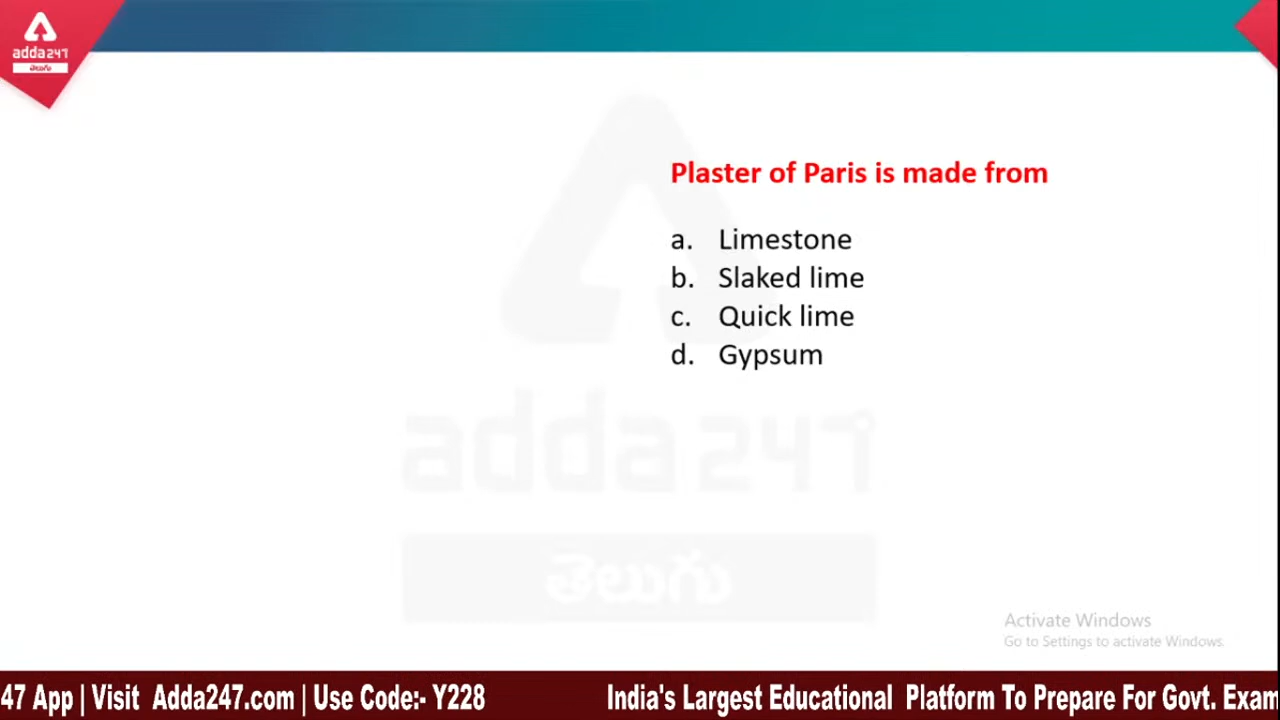 adda247
తెలుగు
Plaster of Paris is made from
a. Limestone
b. Slaked lime
c. Quick lime
d. Gypsum
adda247
తెలుగు
Activate Windows
Go to Settings to activate Windows.
47 App | Visit Adda247.com | Use Code:- Y228 India's Largest Educational Platform To Prepare For Govt. Exam